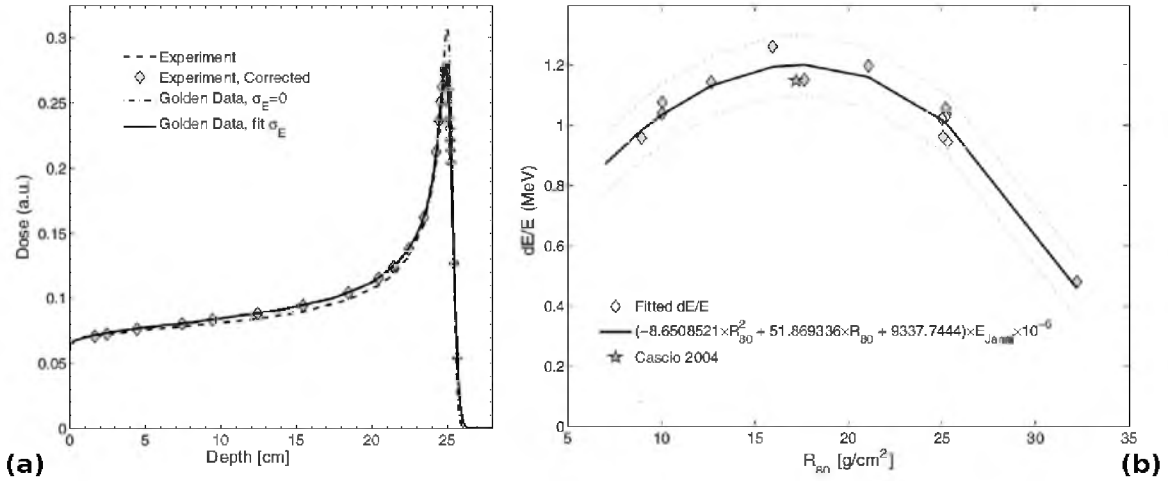 0.3
0.25
0.2
0.15
0.1
0.05
0
Dose (a.u.)
Experiment
Experiment, Corrected
Golden Data, σE=0
Golden Data, fit σE
0 5 10 15 20 25
Depth [cm]
(a)
1.4
1.2
1
0.8
0.6
0.4
0.2
0
dE/E (MeV)
Fitted dE/E
(−8.6508521×R²80 + 51.869336×R80 + 9337.7444)×EJanni×10−6
Cascio 2004
5 10 15 20 25 30 35
R80 [g/cm²]
(b)